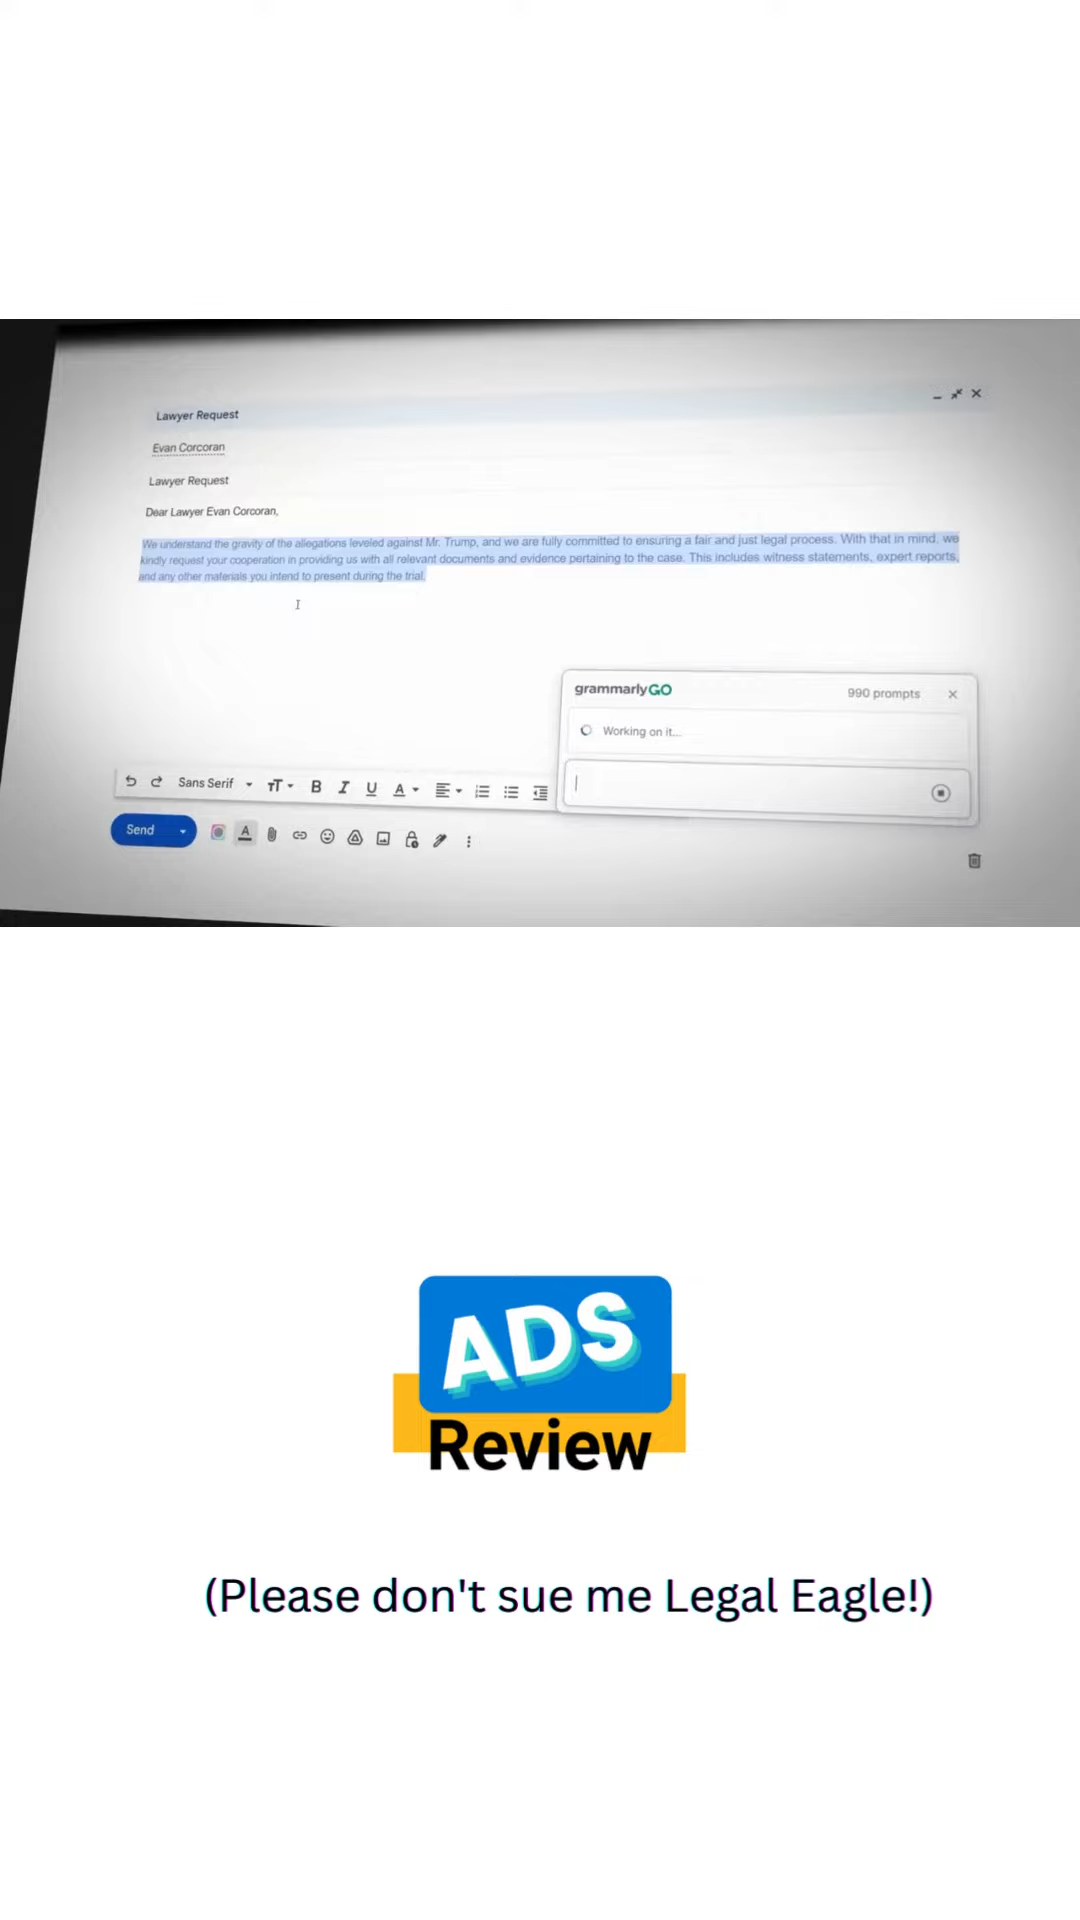 Lawyer Request
Evan Corcoran
Lawyer Request
Dear Lawyer Evan Corcoran,
We understand the gravity of the allegations leveled against Mr. Trump, and we are fully committed to ensuring a fair and just legal process. With that in mind, we
kindly request your cooperation in providing us with all relevant documents and evidence pertaining to the case. This includes witness statements, expert reports,
and any other materials you intend to present during the trial.
grammarlyGO 990 prompts
Working on it...
Sans Serif
Send
ADS
Review
(Please don't sue me Legal Eagle!)